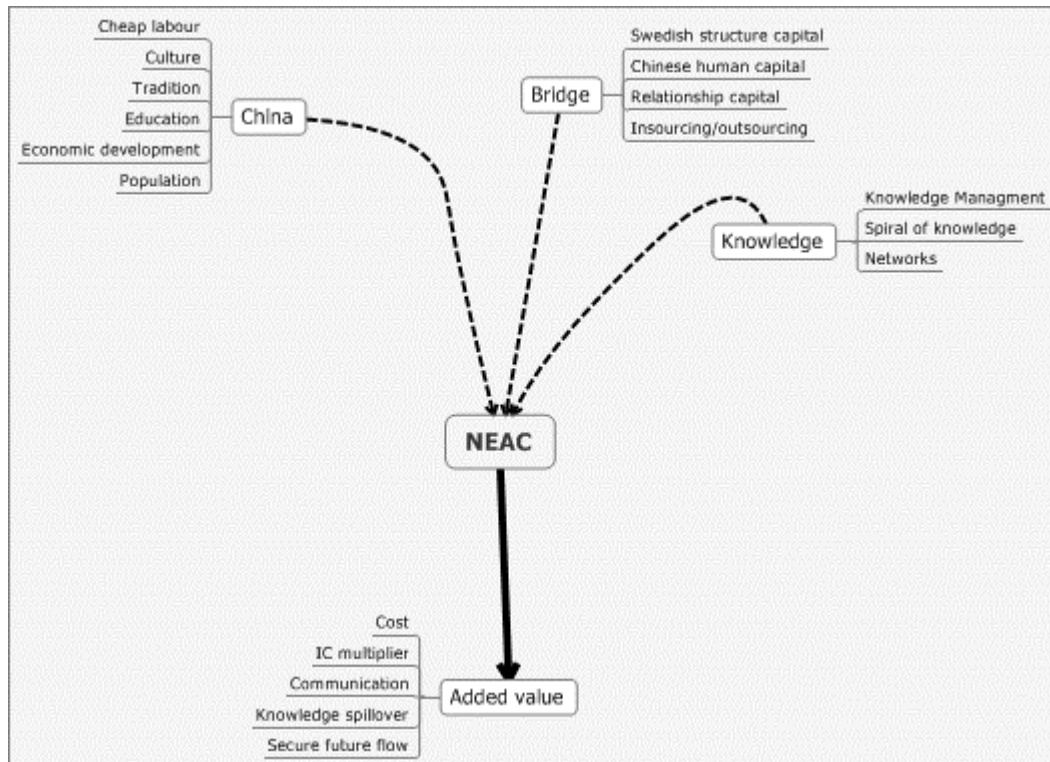 Cheap labour
Culture
Tradition
Education
Economic development
Population
China
Bridge
Swedish structure capital
Chinese human capital
Relationship capital
Insourcing/outsourcing
Knowledge
Knowledge Managment
Spiral of knowledge
Networks
NEAC
Cost
IC multiplier
Communication
Knowledge spillover
Secure future flow
Added value